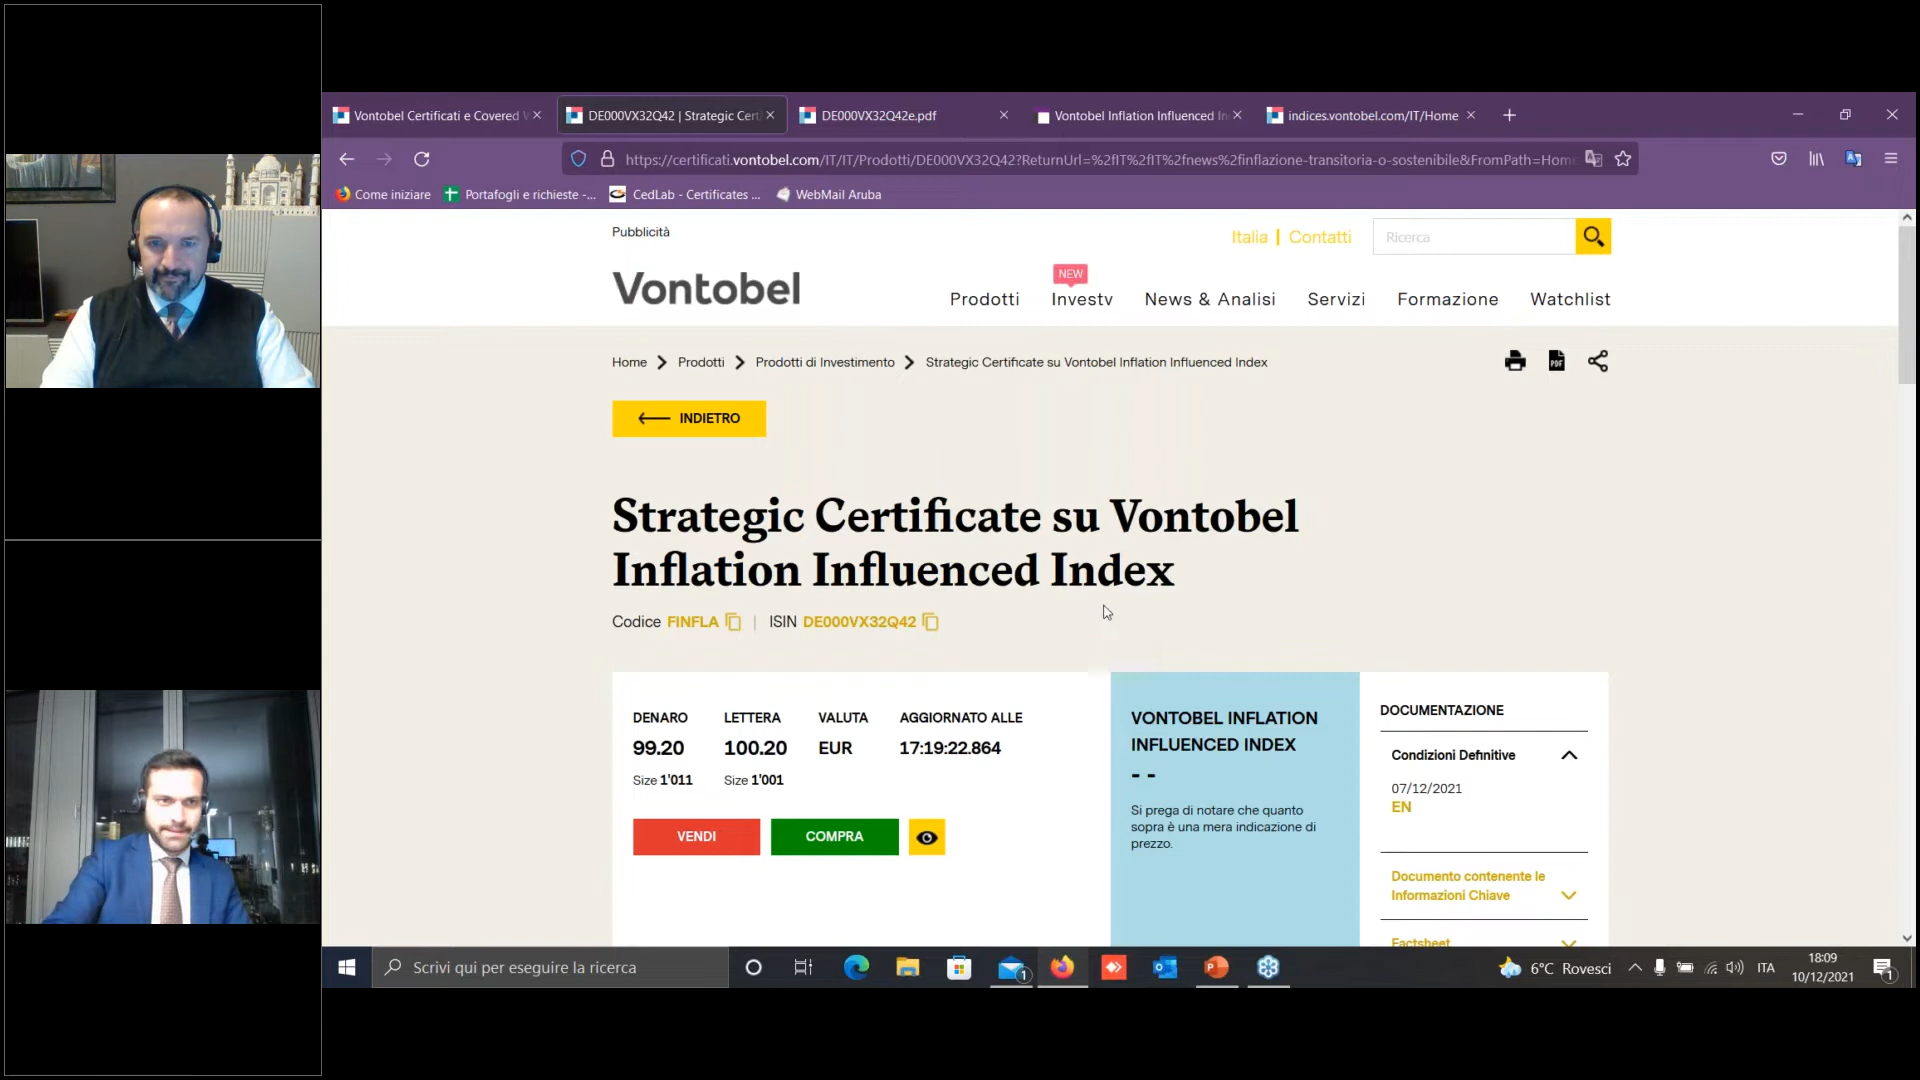 Vontobel Certificati e Covered W
DE000VX32Q42 | Strategic Certi
DE000VX32Q42e.pdf
Vontobel Inflation Influenced In
indices.vontobel.com/IT/Home
https://certificati.vontobel.com/IT/IT/Prodotti/DE000VX32Q42?ReturnUrl=%2fIT%2fIT%2fnews%2finflazione-transitoria-o-sostenibile&FromPath=Hom
Come iniziare
Portafogli e richieste -...
CedLab - Certificates ...
WebMail Aruba
Pubblicità
Italia | Contatti
Ricerca
Vontobel
NEW
Prodotti
Investv
News & Analisi
Servizi
Formazione
Watchlist
Home
Prodotti
Prodotti di Investimento
Strategic Certificate su Vontobel Inflation Influenced Index
PDF
INDIETRO
Strategic Certificate su Vontobel
Inflation Influenced Index
Codice FINFLA | ISIN DE000VX32Q42
DENARO
LETTERA
VALUTA
AGGIORNATO ALLE
99.20
100.20
EUR
17:19:22.864
Size 1'011
Size 1'001
VENDI
COMPRA
VONTOBEL INFLATION
INFLUENCED INDEX
- -
Si prega di notare che quanto
sopra è una mera indicazione di
prezzo.
DOCUMENTAZIONE
Condizioni Definitive
07/12/2021
EN
Documento contenente le
Informazioni Chiave
Factsheet
Scrivi qui per eseguire la ricerca
1
6°C Rovesci
ITA
18:09
10/12/2021
1